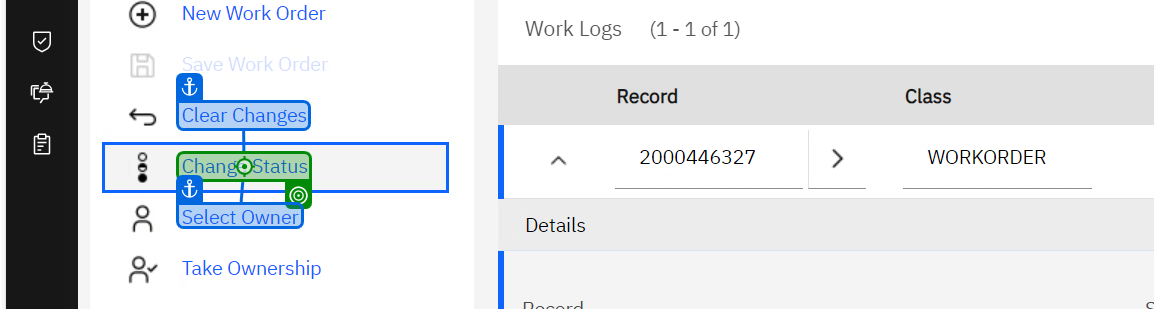 New Work Order
Save Work Order
Clear Changes
Change Status
Select Owner
Take Ownership
Work Logs (1 - 1 of 1)
Record Class
2000446327 WORKORDER
Details
Record